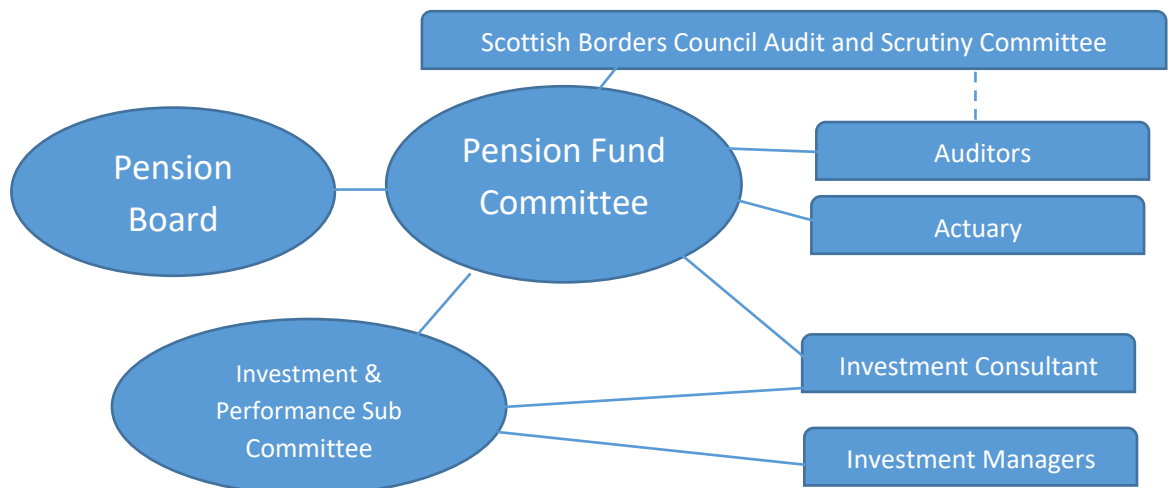 Scottish Borders Council Audit and Scrutiny Committee
Pension
Board
Pension Fund
Committee
Auditors
Actuary
Investment &
Performance Sub
Committee
Investment Consultant
Investment Managers